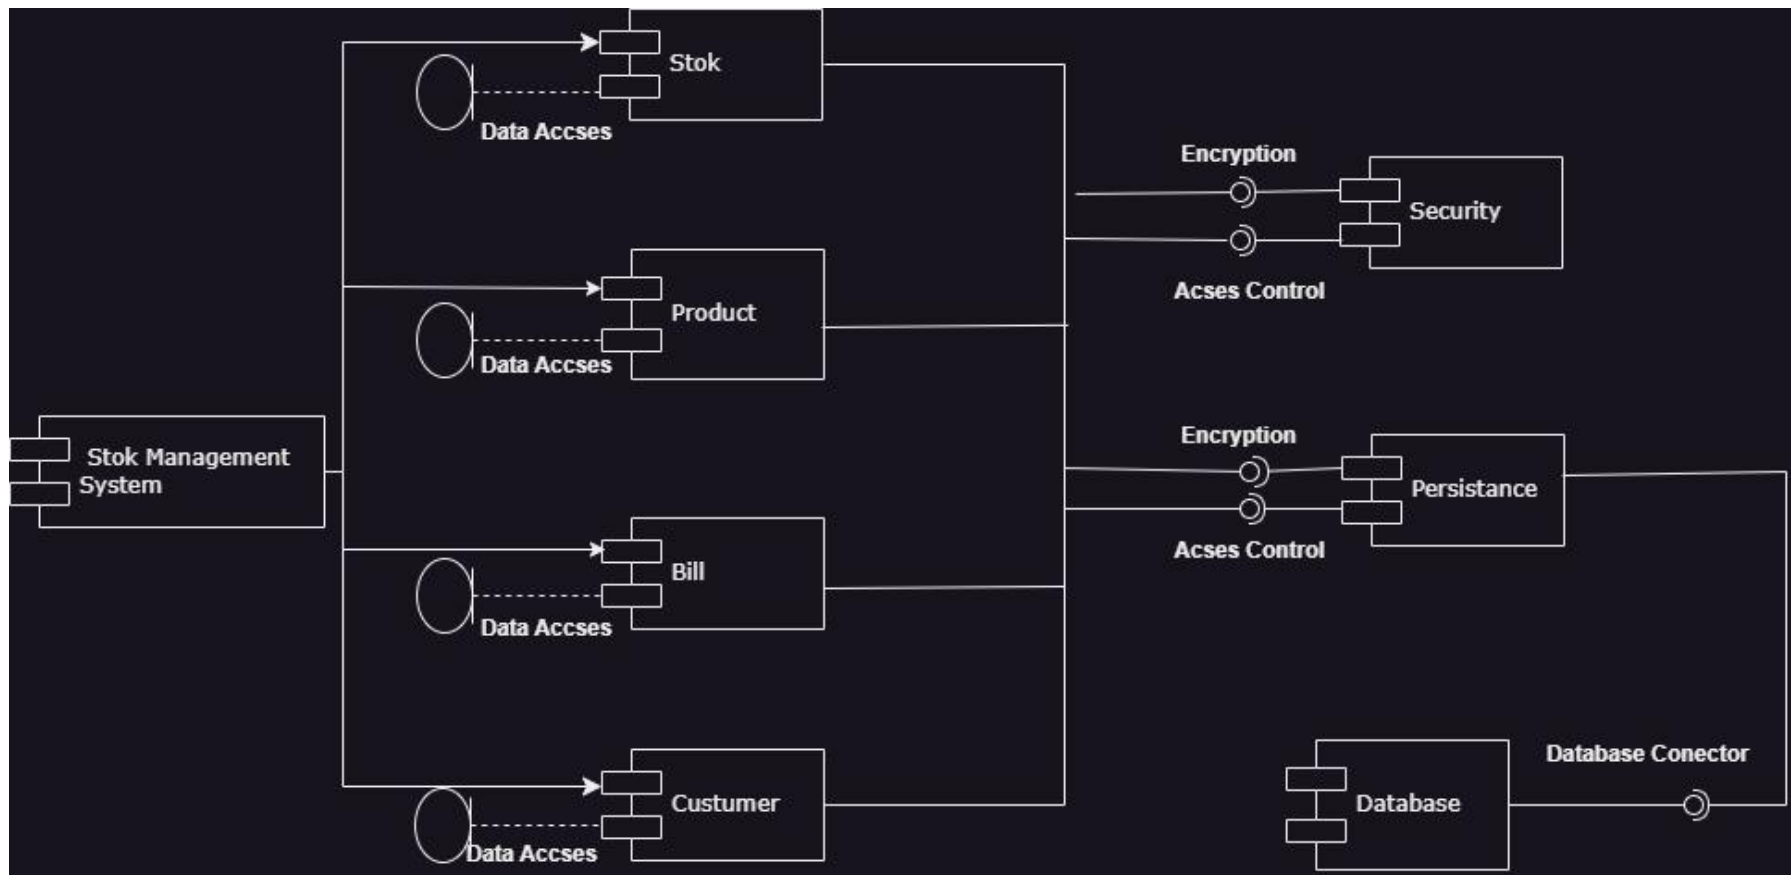 Stok
Data Accses
Encryption
Security
Acses Control
Product
Data Accses
Stok Management
System
Encryption
Persistance
Acses Control
Bill
Data Accses
Database Conector
Custumer
Database
Data Accses